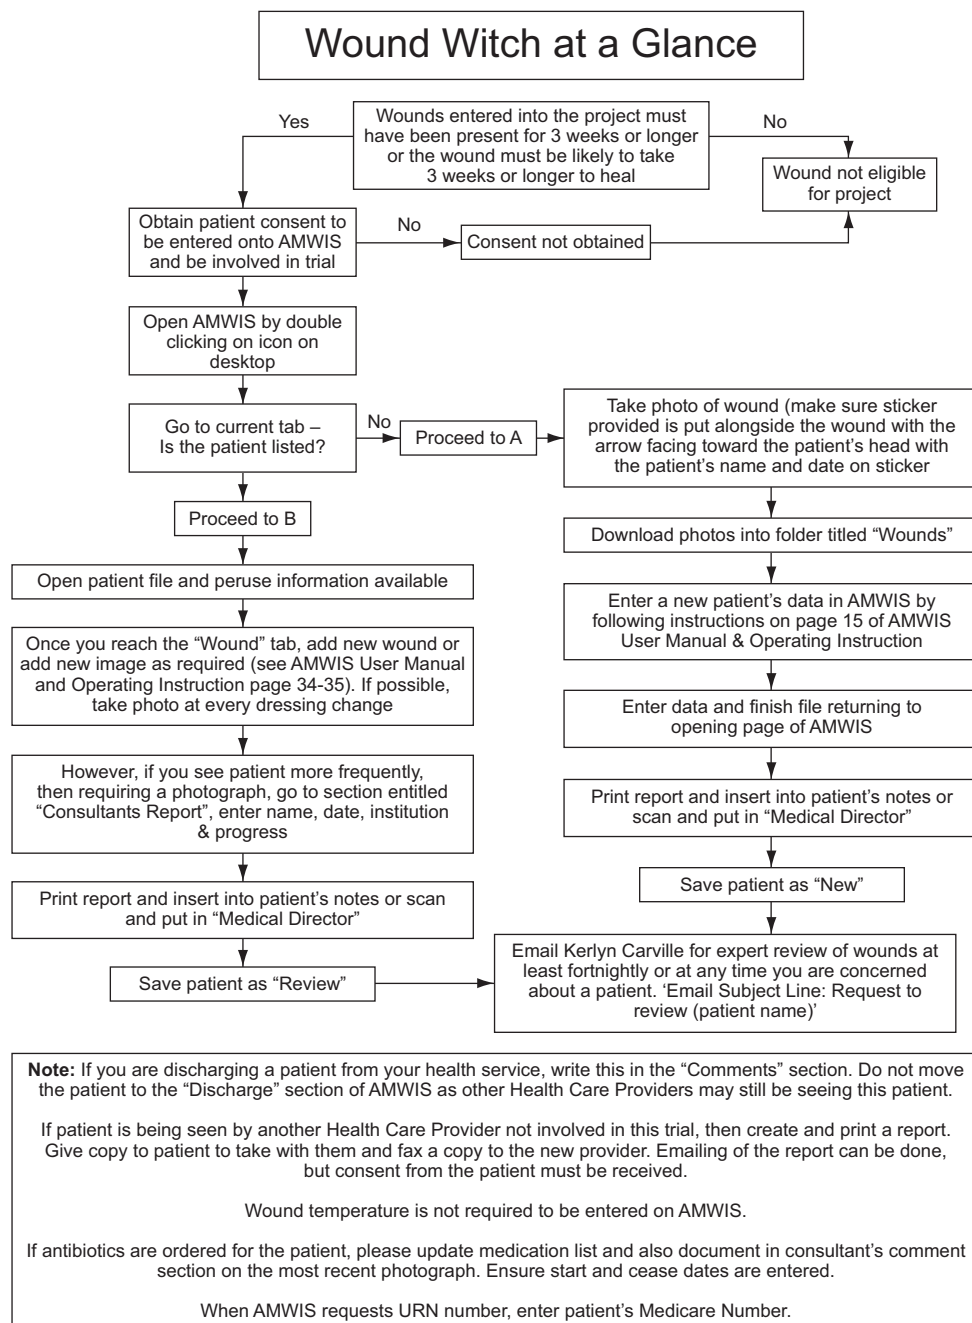 Wound Witch at a Glance
Yes
Wounds entered into the project must
have been present for 3 weeks or longer
or the wound must be likely to take
3 weeks or longer to heal
No
Wound not eligible
for project
Obtain patient consent to
be entered onto AMWIS
and be involved in trial
No
Consent not obtained
Open AMWIS by double
clicking on icon on
desktop
Go to current tab –
Is the patient listed?
No
Proceed to A
Take photo of wound (make sure sticker
provided is put alongside the wound with the
arrow facing toward the patient's head with
the patient's name and date on sticker
Proceed to B
Download photos into folder titled “Wounds”
Open patient file and peruse information available
Enter a new patient's data in AMWIS by
following instructions on page 15 of AMWIS
User Manual & Operating Instruction
Once you reach the “Wound” tab, add new wound or
add new image as required (see AMWIS User Manual
and Operating Instruction page 34-35). If possible,
take photo at every dressing change
Enter data and finish file returning to
opening page of AMWIS
However, if you see patient more frequently,
then requiring a photograph, go to section entitled
“Consultants Report”, enter name, date, institution
& progress
Print report and insert into patient's notes or
scan and put in “Medical Director”
Print report and insert into patient's notes or scan
and put in “Medical Director”
Save patient as “New”
Save patient as “Review”
Email Kerlyn Carville for expert review of wounds at
least fortnightly or at any time you are concerned
about a patient. ‘Email Subject Line: Request to
review (patient name)’
Note: If you are discharging a patient from your health service, write this in the “Comments” section. Do not move
the patient to the “Discharge” section of AMWIS as other Health Care Providers may still be seeing this patient.
If patient is being seen by another Health Care Provider not involved in this trial, then create and print a report.
Give copy to patient to take with them and fax a copy to the new provider. Emailing of the report can be done,
but consent from the patient must be received.
Wound temperature is not required to be entered on AMWIS.
If antibiotics are ordered for the patient, please update medication list and also document in consultant's comment
section on the most recent photograph. Ensure start and cease dates are entered.
When AMWIS requests URN number, enter patient's Medicare Number.